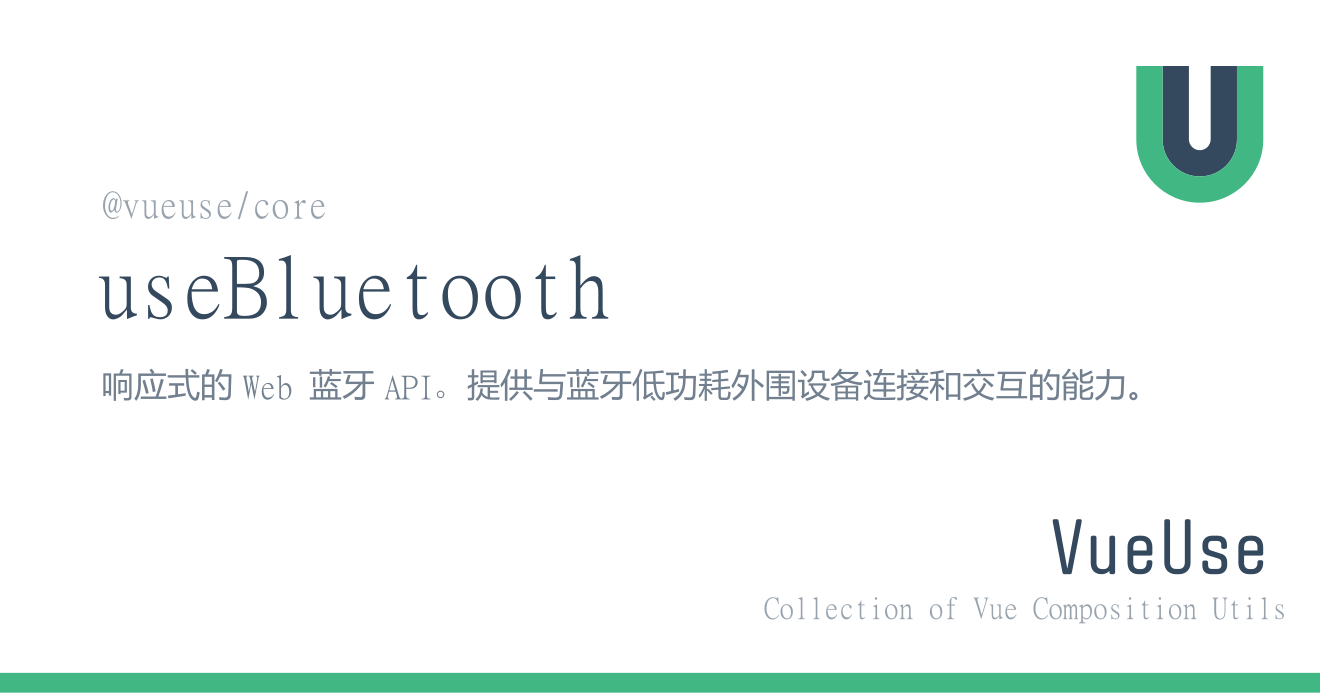 @vueuse/core
useBluetooth
响应式的 Web 蓝牙 API。提供与蓝牙低功耗外围设备连接和交互的能力。
VueUse
Collection of Vue Composition Utils